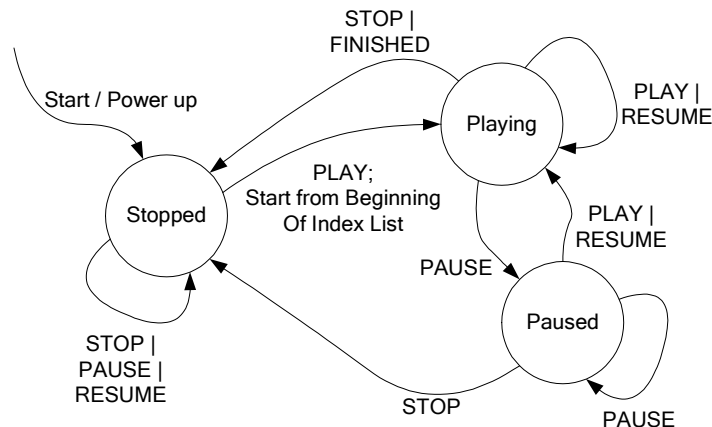 STOP |
FINISHED
Start / Power up
PLAY |
RESUME
Playing
PLAY;
Start from Beginning
Of Index List
Stopped
PLAY |
RESUME
PAUSE
Paused
STOP |
PAUSE |
RESUME
STOP
PAUSE